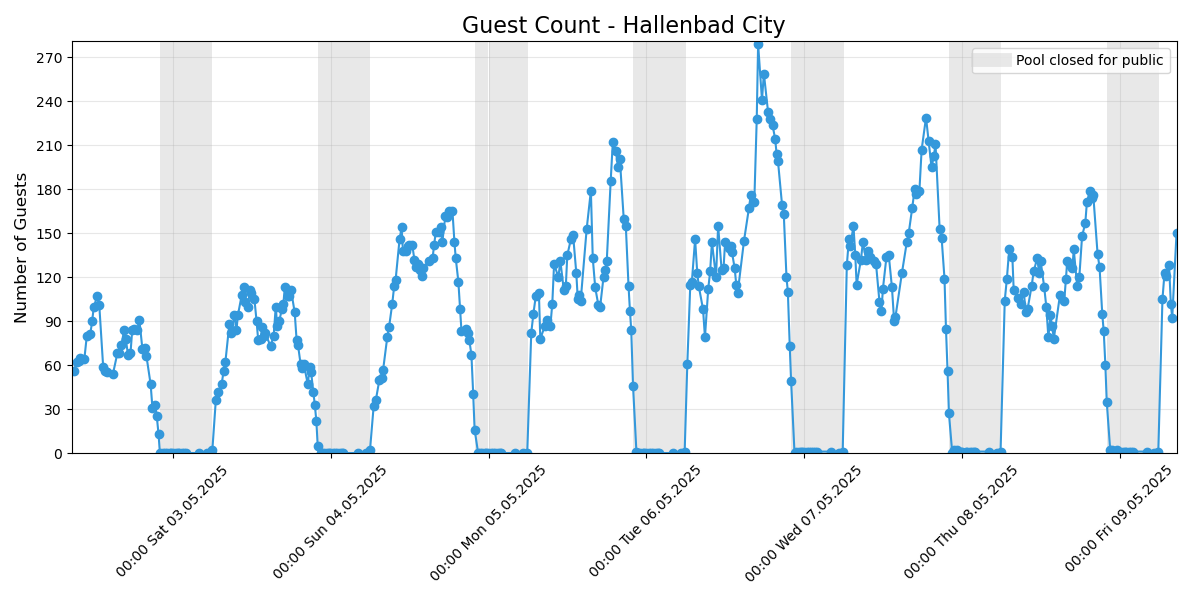 Guest Count - Hallenbad City
Pool closed for public
Number of Guests
270
240
210
180
150
120
90
60
30
0
00:00 Sat 03.05.2025
00:00 Sun 04.05.2025
00:00 Mon 05.05.2025
00:00 Tue 06.05.2025
00:00 Wed 07.05.2025
00:00 Thu 08.05.2025
00:00 Fri 09.05.2025